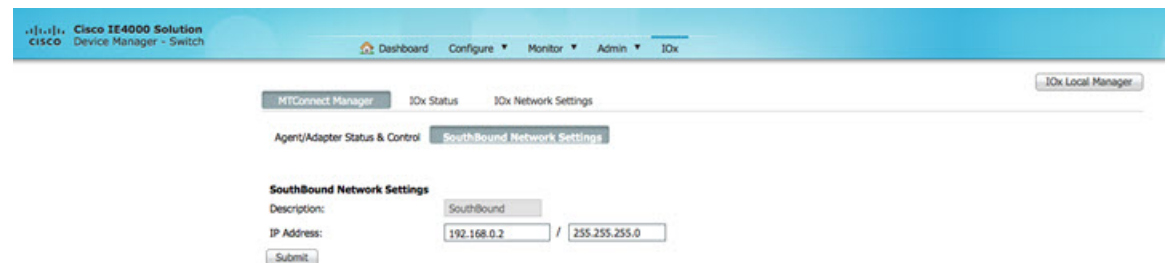 Cisco IE4000 Solution
CISCO Device Manager - Switch
Dashboard Configure Monitor Admin IOx
IOx Local Manager
MTConnect Manager IOx Status IOx Network Settings
Agent/Adapter Status & Control SouthBound Network Settings
SouthBound Network Settings
Description: SouthBound
IP Address: 192.168.0.2 / 255.255.255.0
Submit